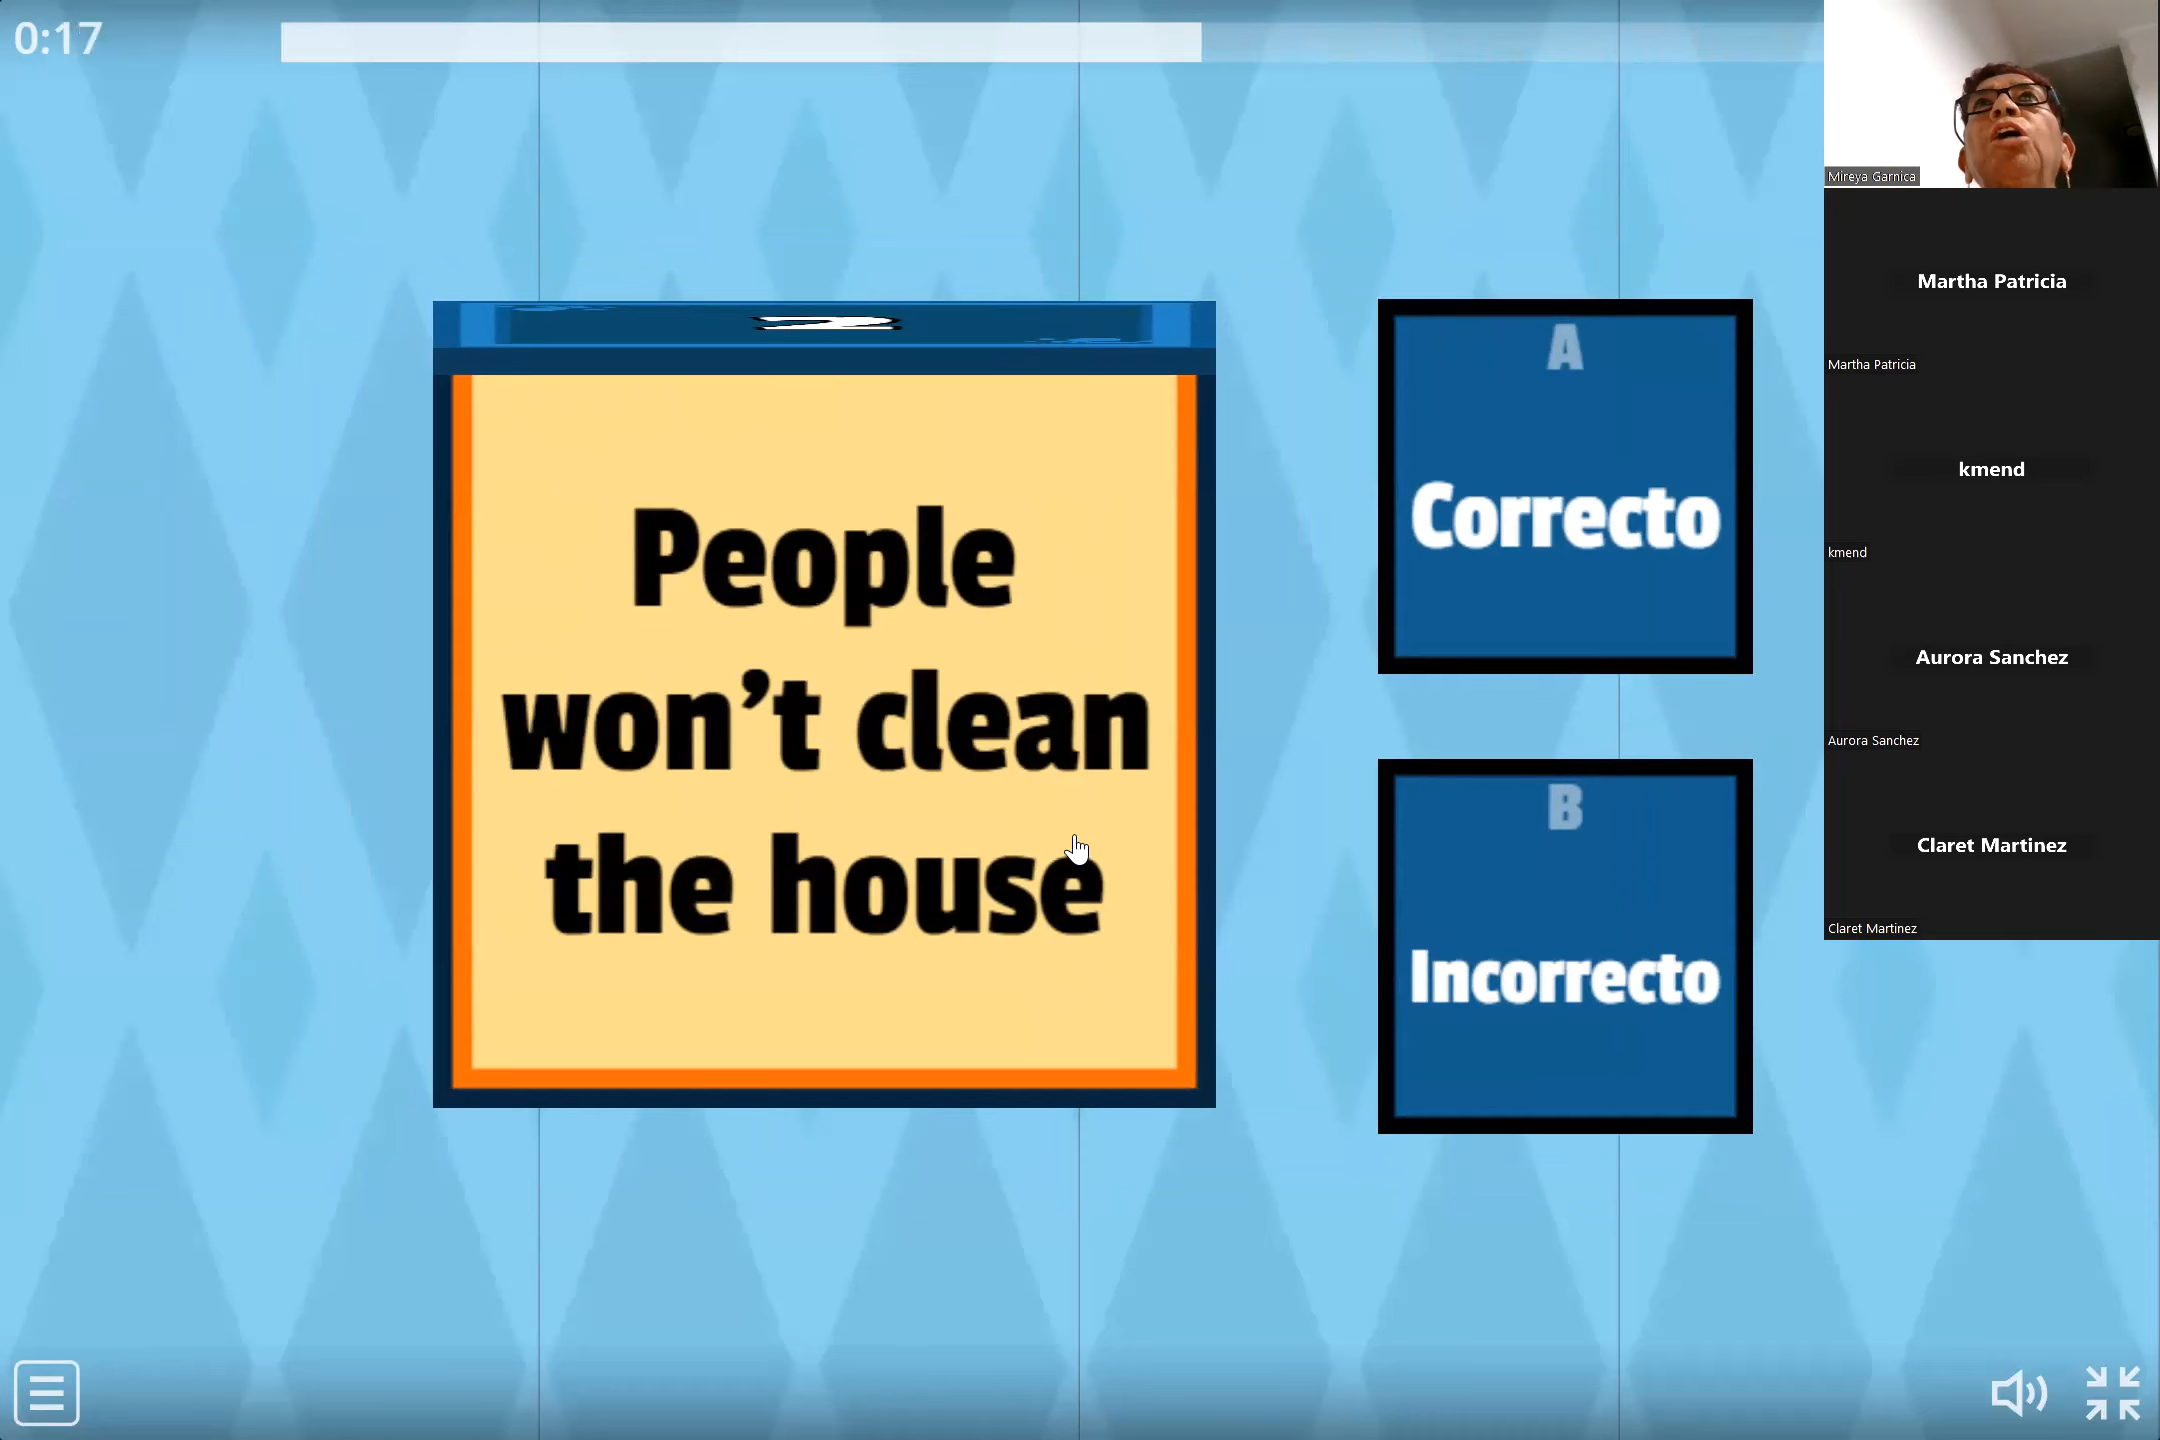 0:17
2
People
won't clean
the house
A
Correcto
B
Incorrecto
Mireya Garnica
Martha Patricia
Martha Patricia
kmend
kmend
Aurora Sanchez
Aurora Sanchez
Claret Martinez
Claret Martinez